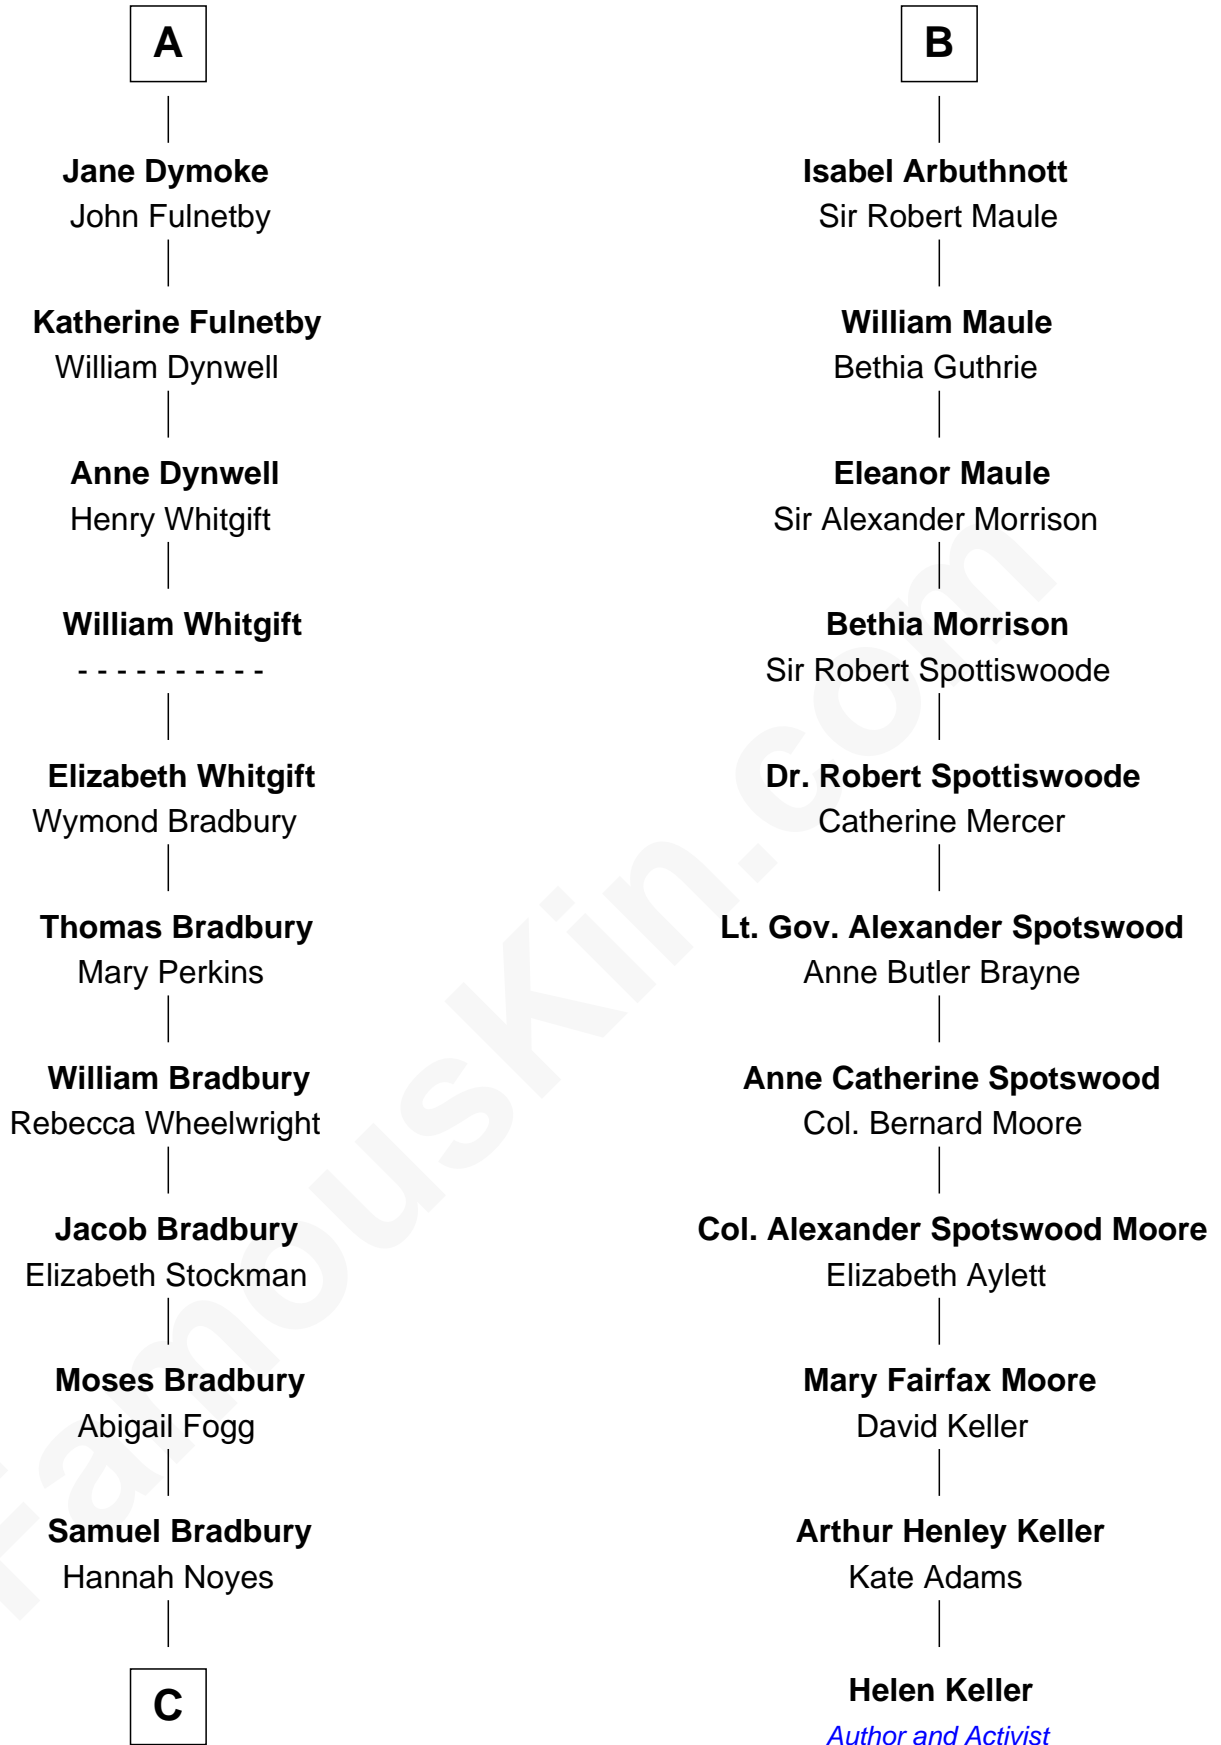 A
Jane Dymoke
John Fulnetby
Katherine Fulnetby
William Dynwell
Anne Dynwell
Henry Whitgift
William Whitgift
- - - - - - - - - -
Elizabeth Whitgift
Wymond Bradbury
Thomas Bradbury
Mary Perkins
William Bradbury
Rebecca Wheelwright
Jacob Bradbury
Elizabeth Stockman
Moses Bradbury
Abigail Fogg
Samuel Bradbury
Hannah Noyes
C
B
Isabel Arbuthnott
Sir Robert Maule
William Maule
Bethia Guthrie
Eleanor Maule
Sir Alexander Morrison
Bethia Morrison
Sir Robert Spottiswoode
Dr. Robert Spottiswoode
Catherine Mercer
Lt. Gov. Alexander Spotswood
Anne Butler Brayne
Anne Catherine Spotswood
Col. Bernard Moore
Col. Alexander Spotswood Moore
Elizabeth Aylett
Mary Fairfax Moore
David Keller
Arthur Henley Keller
Kate Adams
Helen Keller
Author and Activist
FamousKin.com